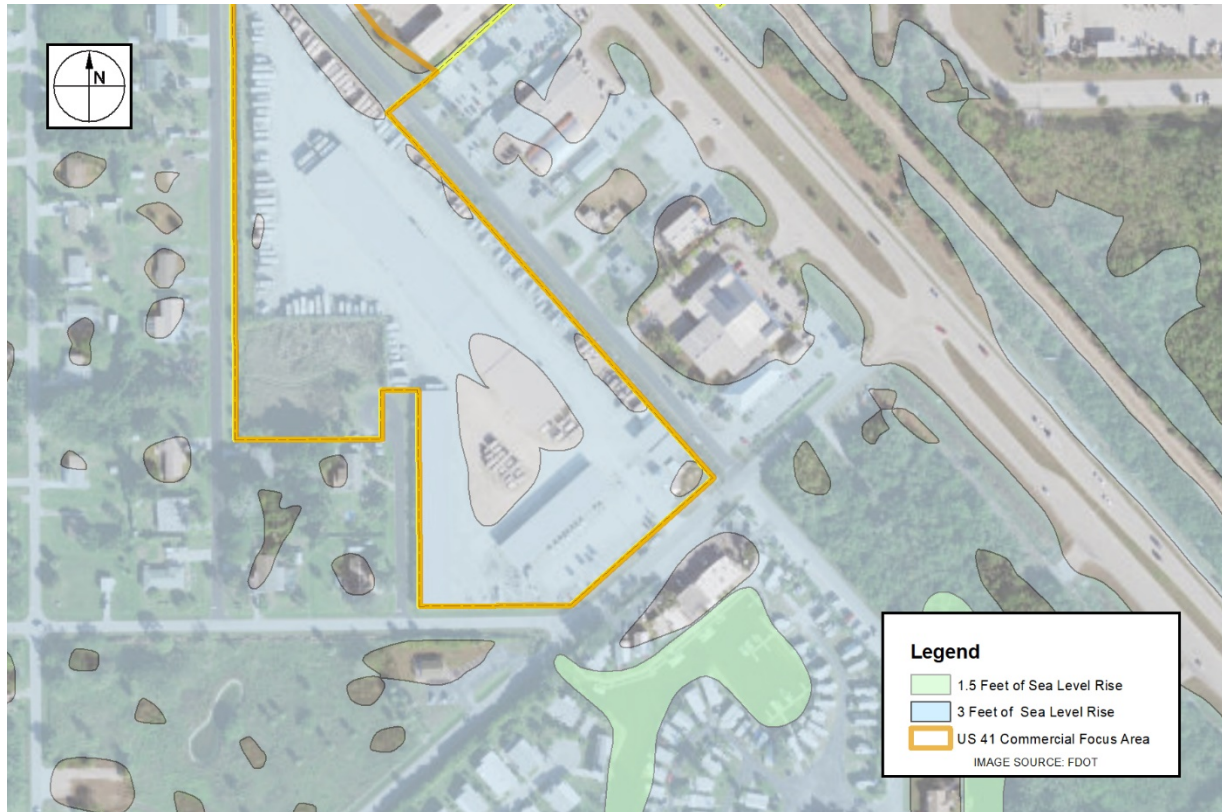 N
Legend
1.5 Feet of Sea Level Rise
3 Feet of Sea Level Rise
US 41 Commercial Focus Area
IMAGE SOURCE: FDOT